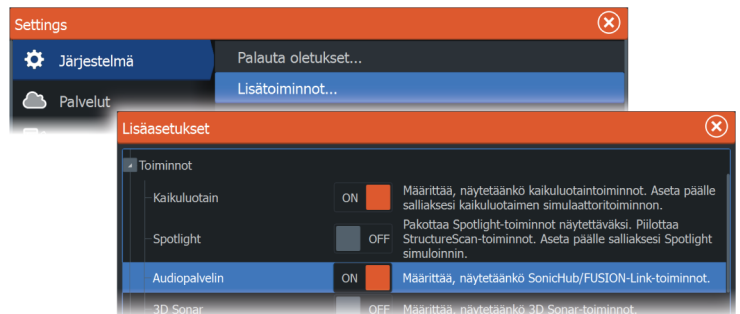 Settings
Järjestelmä
Palauta oletukset...
Lisätoiminnot...
Palvelut
Lisäasetukset
Toiminnot
Kaikuluotain
ON
Määrittää, näytetäänkö kaikuluotaintoiminnot. Aseta päälle
salliaksesi kaikuluotaimen simulaattoritoiminnon.
Spotlight
OFF
Pakottaa Spotlight-toiminnot näytettäväksi. Piilottaa
StructureScan-toiminnot. Aseta päälle salliaksesi Spotlight
simuloinnin.
Audiopalvelin
ON
Määrittää, näytetäänkö SonicHub/FUSION-Link-toiminnot.
3D Sonar
OFF
Määrittää, näytetäänkö 3D Sonar-toiminnot.